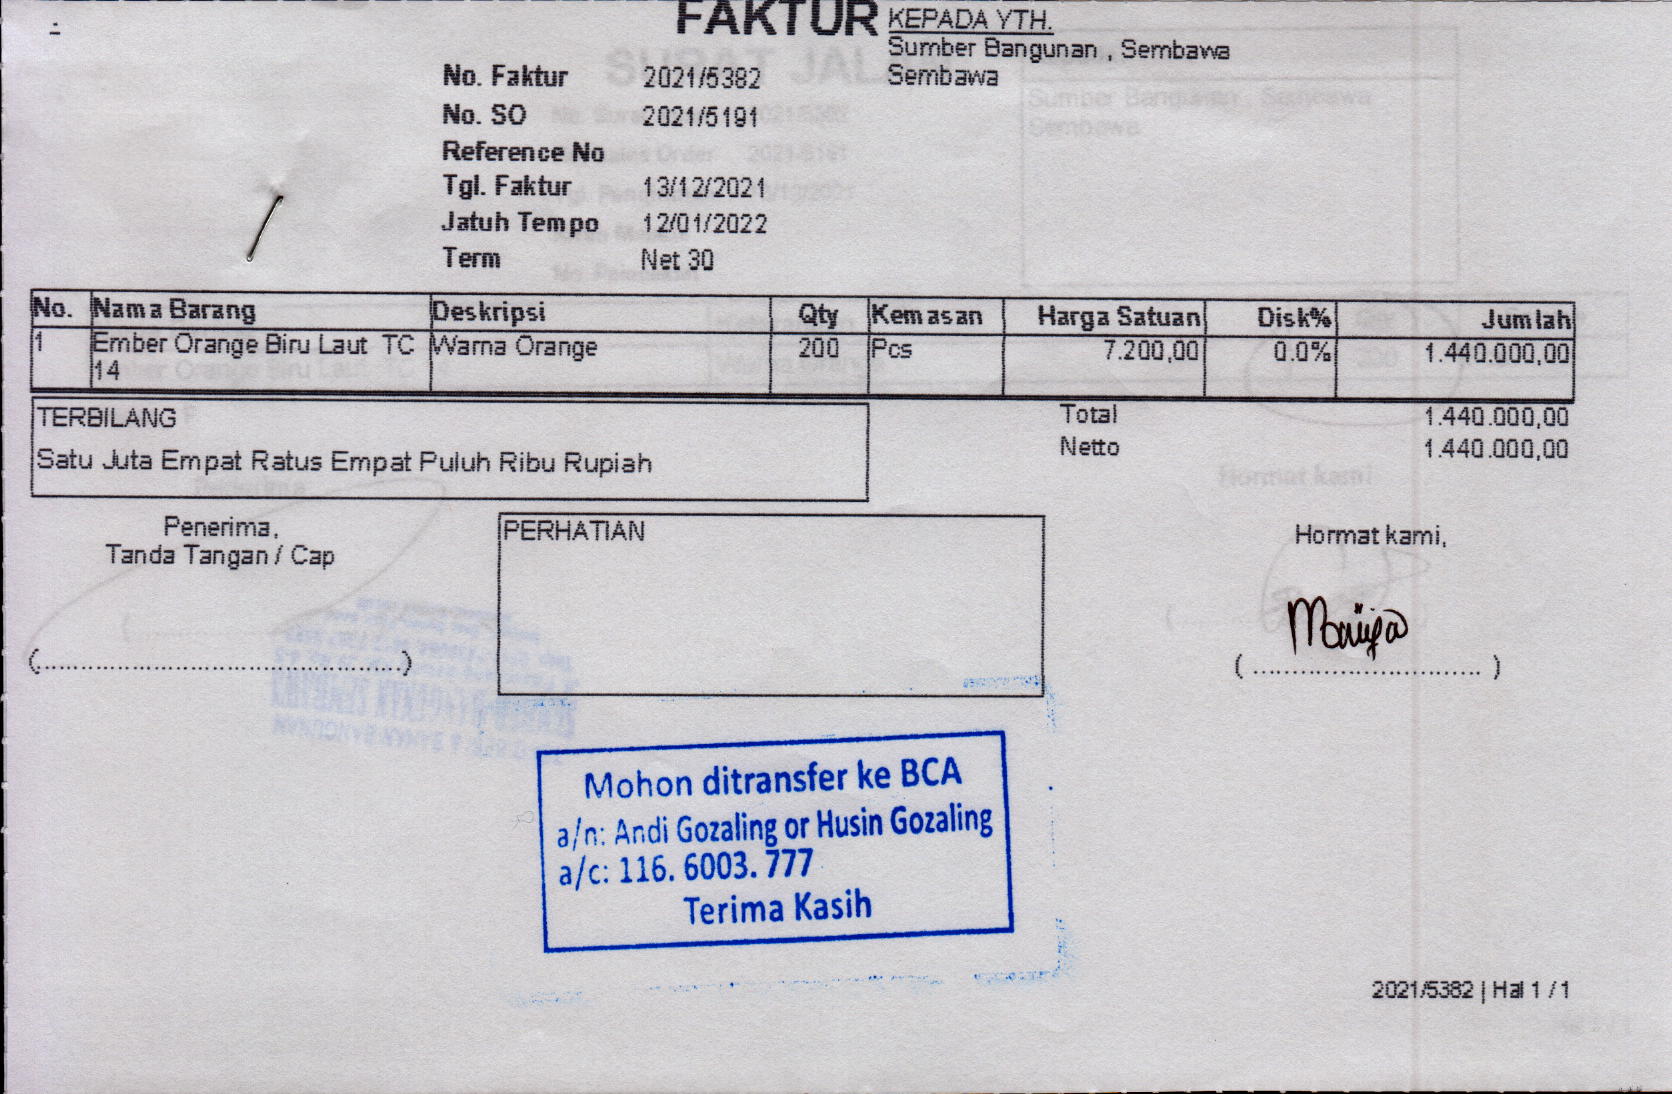 FAKTUR
KEPADA YTH.
Sumber Bangunan , Sembawa
Sembawa
No. Faktur 2021/5382
No. SO 2021/5191
Reference No
Tgl. Faktur 13/12/2021
Jatuh Tempo 12/01/2022
Term Net 30
No. Nama Barang Deskripsi Qty Kemasan Harga Satuan Disk% Jumlah
1 Ember Orange Biru Laut TC Warna Orange 200 Pcs 7.200,00 0.0% 1.440.000,00
14
TERBILANG
Satu Juta Empat Ratus Empat Puluh Ribu Rupiah
Total 1.440.000,00
Netto 1.440.000,00
Penerima,
Tanda Tangan / Cap
(....................................................)
PERHATIAN
Hormat kami,
( ................................ )
Mohon ditransfer ke BCA
a/n: Andi Gozaling or Husin Gozaling
a/c: 116. 6003. 777
Terima Kasih
2021/5382 | Hal 1 / 1